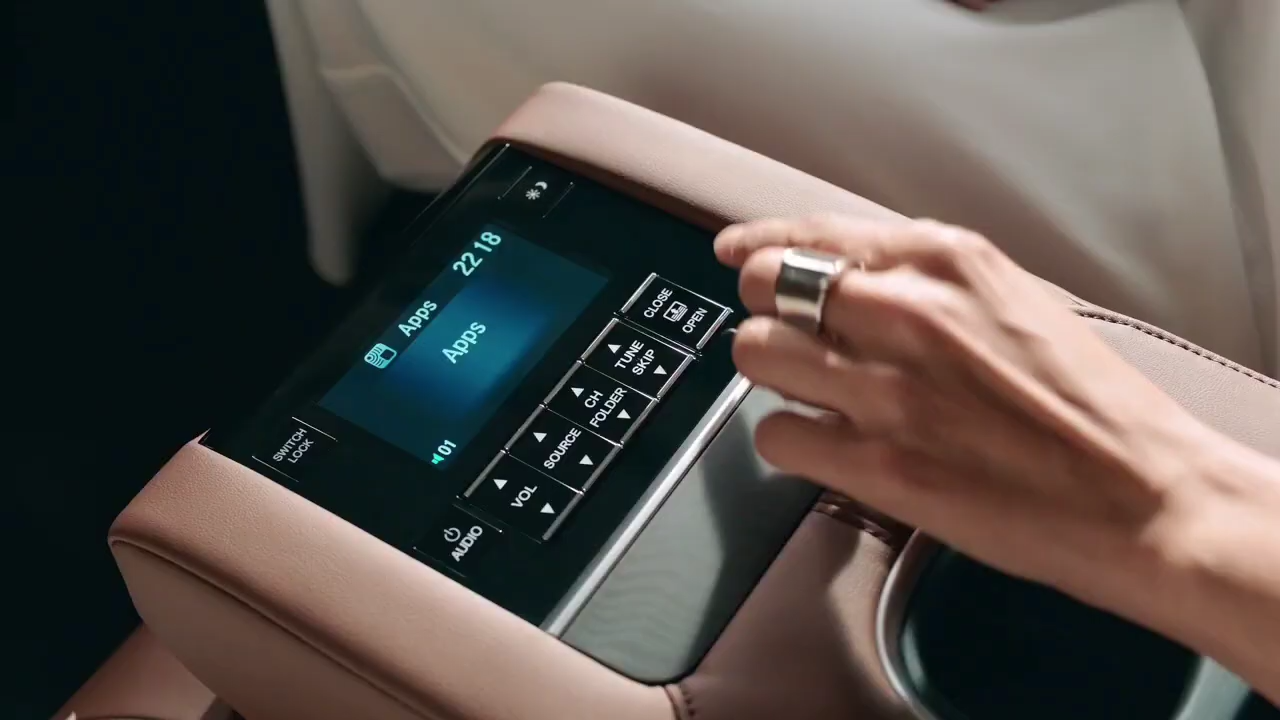 22 18
Apps
Apps
01
SWITCH
LOCK
CLOSE
OPEN
▲
TUNE
SKIP
▼
▲
CH
FOLDER
▼
▲
SOURCE
▼
▲
VOL
▼
AUDIO